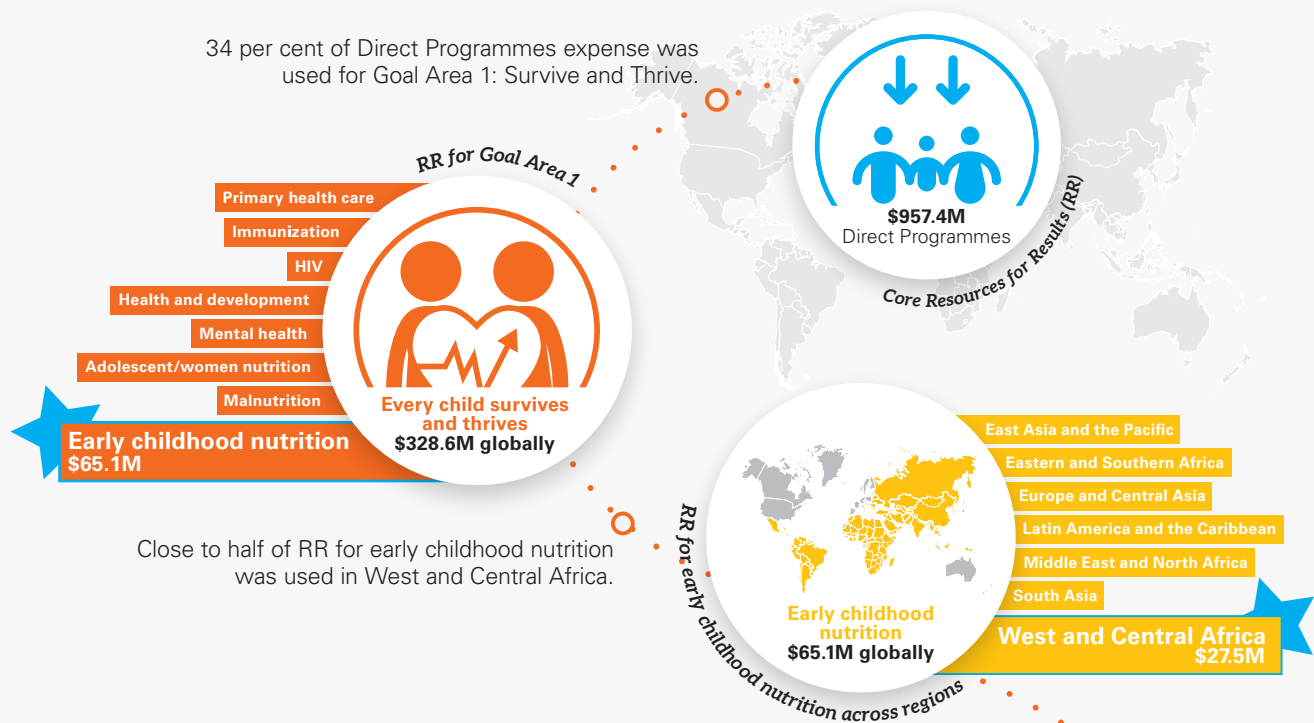 34 per cent of Direct Programmes expense was
used for Goal Area 1: Survive and Thrive.
$957.4M
Direct Programmes
Core Resources for Results (RR)
RR for Goal Area 1
Primary health care
Immunization
HIV
Health and development
Mental health
Adolescent/women nutrition
Malnutrition
Early childhood nutrition
$65.1M
Every child survives
and thrives
$328.6M globally
Close to half of RR for early childhood nutrition
was used in West and Central Africa.
RR for early childhood nutrition across regions
Early childhood
nutrition
$65.1M globally
East Asia and the Pacific
Eastern and Southern Africa
Europe and Central Asia
Latin America and the Caribbean
Middle East and North Africa
South Asia
West and Central Africa
$27.5M